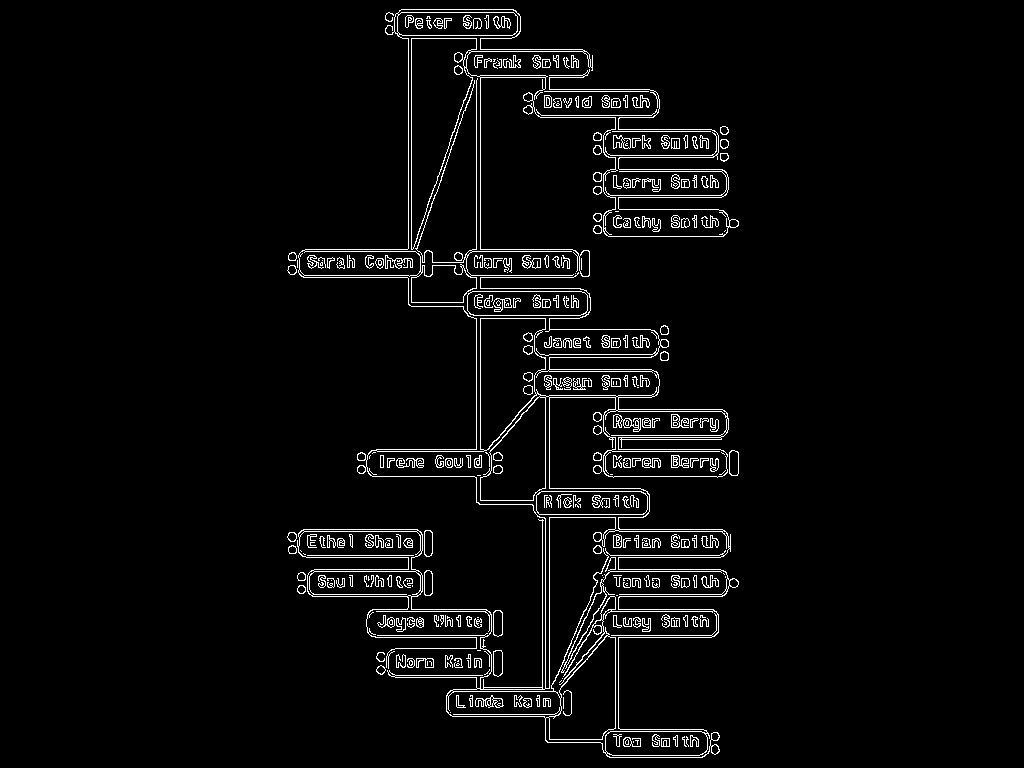 Peter Smith
Frank Smith
David Smith
Mark Smith
Larry Smith
Cathy Smith
Sarah Cohen
Mary Smith
Edgar Smith
Janet Smith
Susan Smith
Roger Berry
Irene Gould
Karen Berry
Rick Smith
Ethel Shale
Brian Smith
Saul White
Tania Smith
Joyce White
Lucy Smith
Norn Kain
Linda Kain
Tom Smith